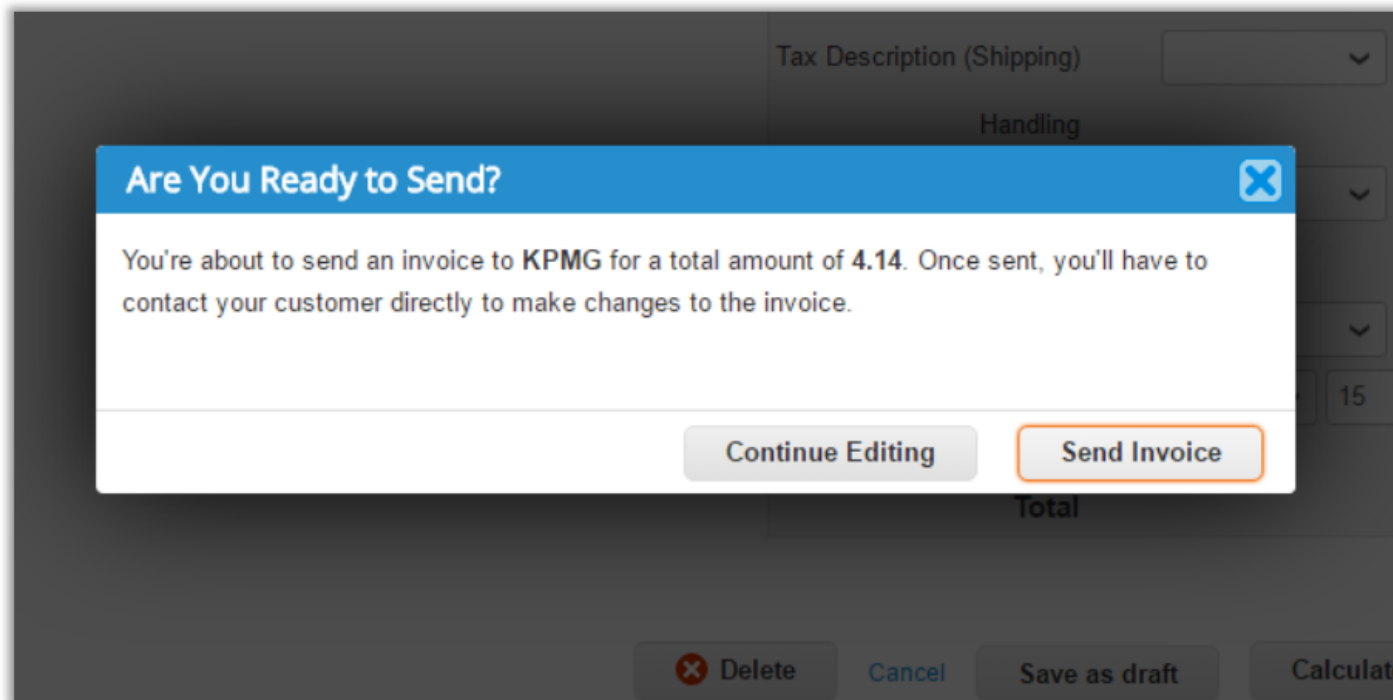 Tax Description (Shipping)
Handling
Are You Ready to Send?
You're about to send an invoice to KPMG for a total amount of 4.14. Once sent, you'll have to
contact your customer directly to make changes to the invoice.
15
Continue Editing Send Invoice
Total
Delete Cancel Save as draft Calculat